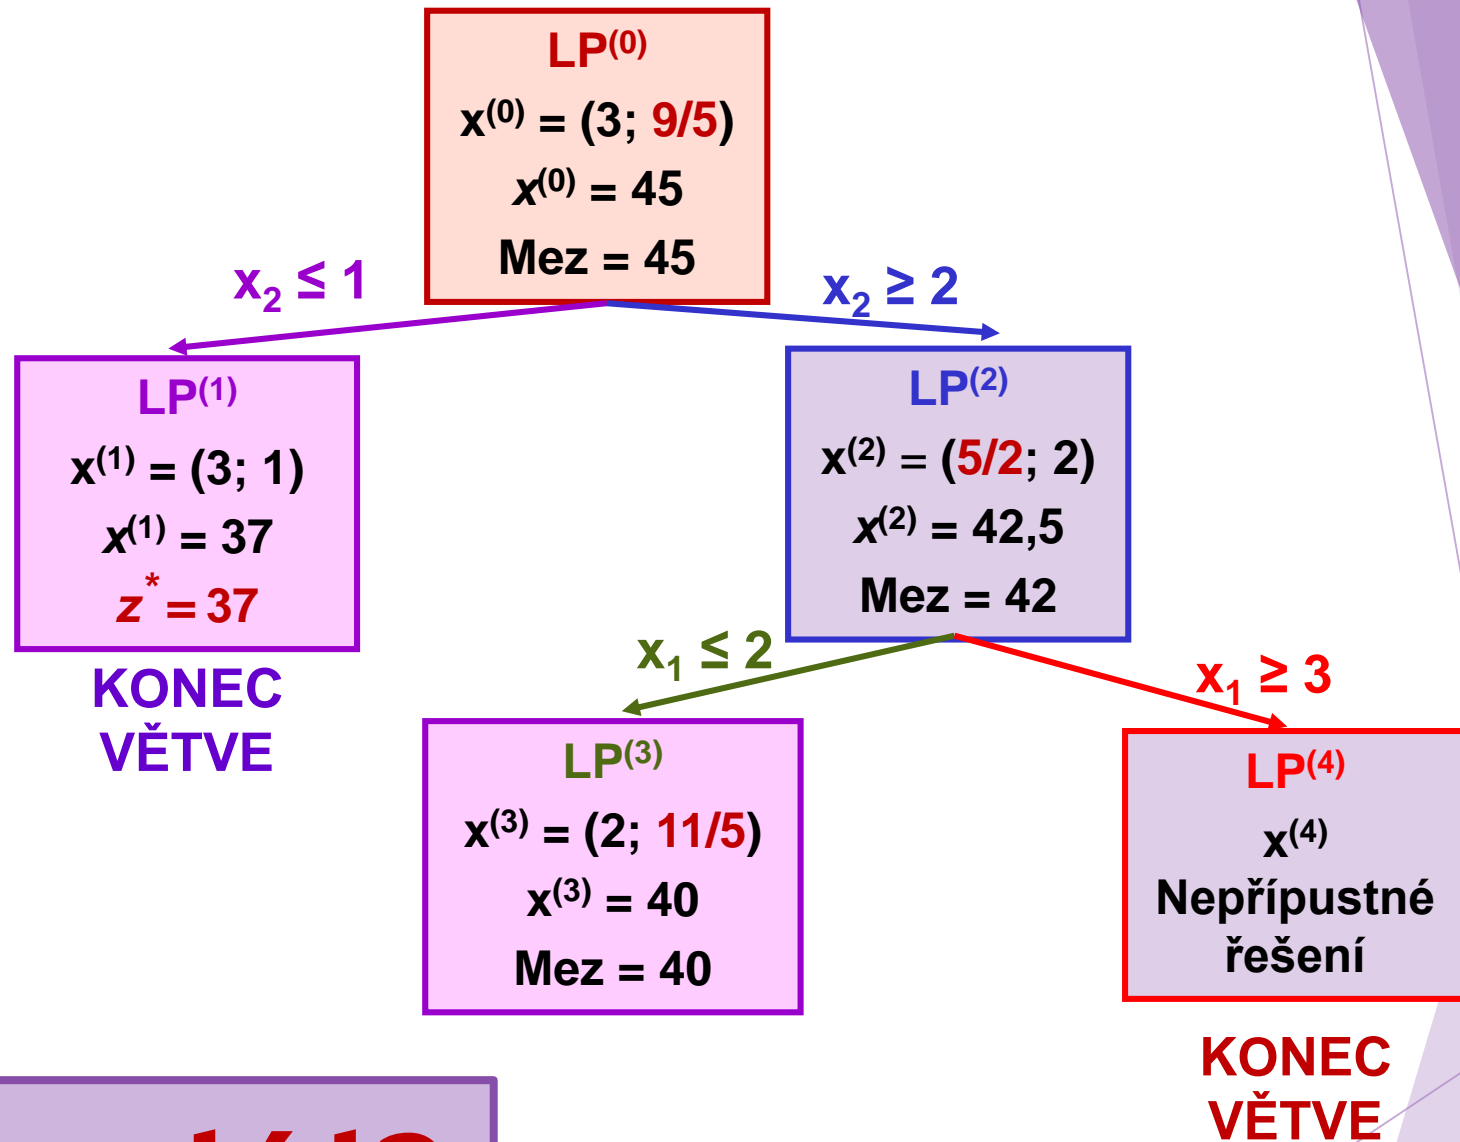 LP⁽⁰⁾
x⁽⁰⁾ = (3; 9/5)
x⁽⁰⁾ = 45
Mez = 45
x₂ ≤ 1
x₂ ≥ 2
LP⁽¹⁾
x⁽¹⁾ = (3; 1)
x⁽¹⁾ = 37
z* = 37
KONEC
VĚTVE
LP⁽²⁾
x⁽²⁾ = (5/2; 2)
x⁽²⁾ = 42,5
Mez = 42
x₁ ≤ 2
x₁ ≥ 3
LP⁽³⁾
x⁽³⁾ = (2; 11/5)
x⁽³⁾ = 40
Mez = 40
LP⁽⁴⁾
x⁽⁴⁾
Nepřípustné
řešení
KONEC
VĚTVE